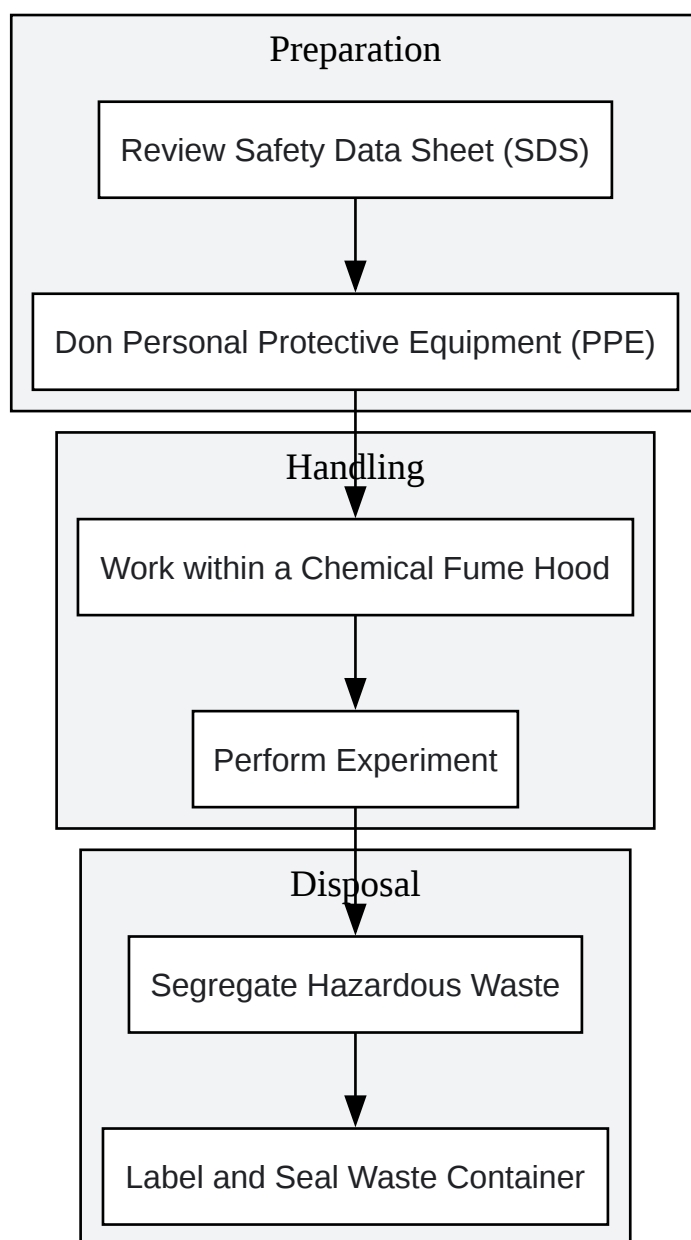 Preparation
Review Safety Data Sheet (SDS)
Don Personal Protective Equipment (PPE)
Handling
Work within a Chemical Fume Hood
Perform Experiment
Disposal
Segregate Hazardous Waste
Label and Seal Waste Container